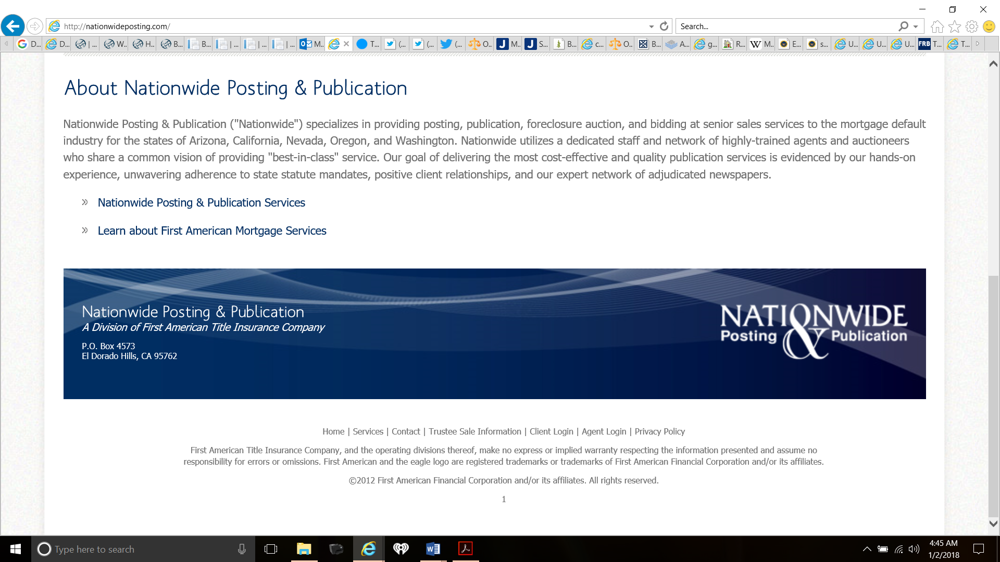 http://nationwideposting.com/
Search...
D... D... |... W.. H.. B... B... |... |... |... M.. T... (... (... (... O.. M.. S... B... c... O.. B... A... g... R... M.. E... s... U... U... U... T... T...
FRB
About Nationwide Posting & Publication
Nationwide Posting & Publication ("Nationwide") specializes in providing posting, publication, foreclosure auction, and bidding at senior sales services to the mortgage default
industry for the states of Arizona, California, Nevada, Oregon, and Washington. Nationwide utilizes a dedicated staff and network of highly-trained agents and auctioneers
who share a common vision of providing "best-in-class" service. Our goal of delivering the most cost-effective and quality publication services is evidenced by our hands-on
experience, unwavering adherence to state statute mandates, positive client relationships, and our expert network of adjudicated newspapers.
» Nationwide Posting & Publication Services
» Learn about First American Mortgage Services
Nationwide Posting & Publication
A Division of First American Title Insurance Company
P.O. Box 4573
El Dorado Hills, CA 95762
NATIONWIDE
Posting & Publication
Home | Services | Contact | Trustee Sale Information | Client Login | Agent Login | Privacy Policy
First American Title Insurance Company, and the operating divisions thereof, make no express or implied warranty respecting the information presented and assume no
responsibility for errors or omissions. First American and the eagle logo are registered trademarks or trademarks of First American Financial Corporation and/or its affiliates.
©2012 First American Financial Corporation and/or its affiliates. All rights reserved.
1
Type here to search
4:45 AM
1/2/2018